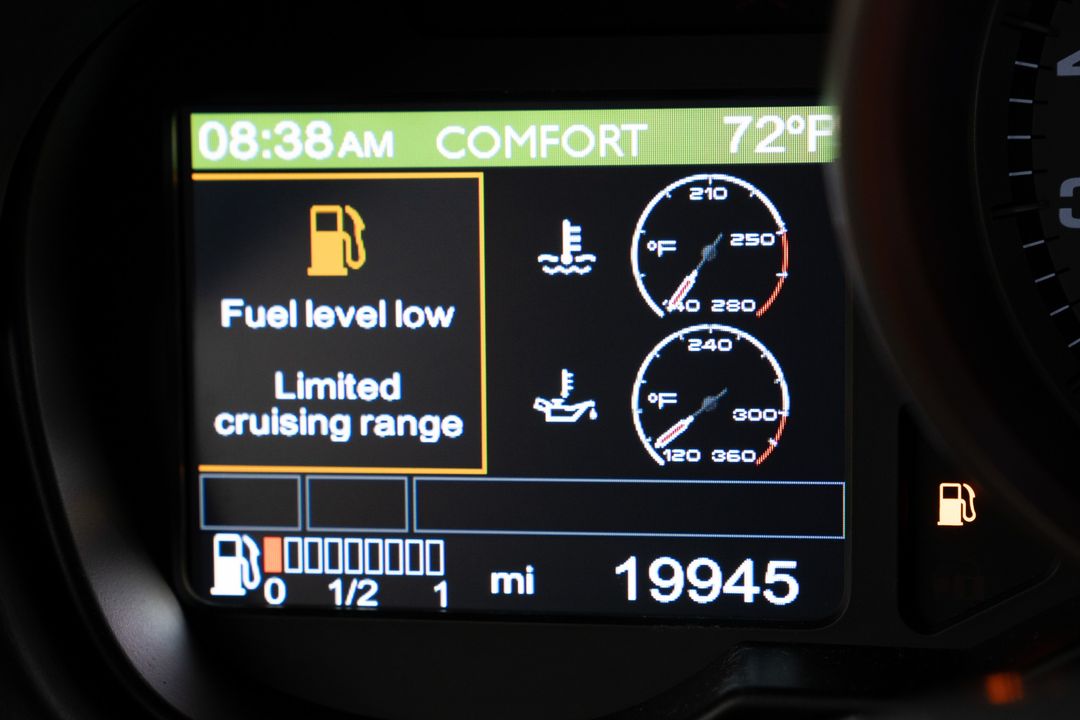 08:38AM COMFORT 72°F
Fuel level low
Limited
cruising range
210
°F 250
140 280
240
°F 300
120 360
0 1/2 1
mi 19945